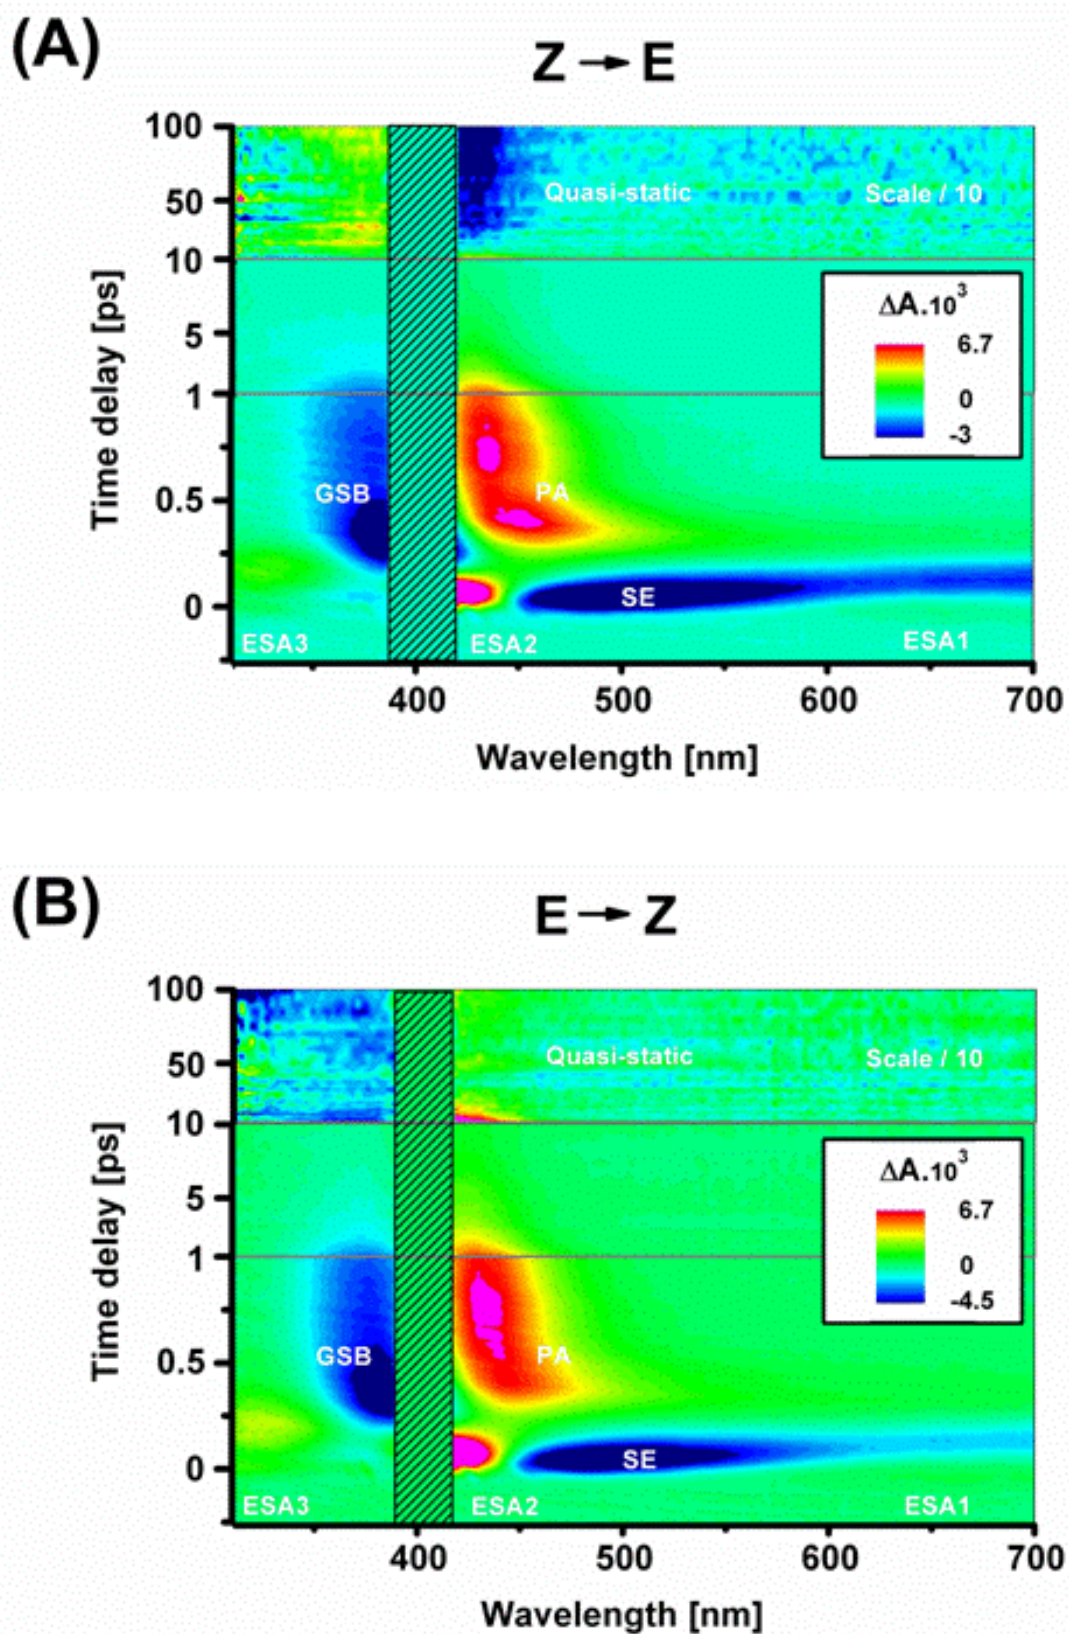 (A)
Z → E
100
50
10
5
1
0.5
0
Time delay [ps]
Quasi-static
Scale / 10
ΔA.10³
6.7
0
-3
GSB
PA
SE
ESA3
ESA2
ESA1
400
500
600
700
Wavelength [nm]
(B)
E → Z
100
50
10
5
1
0.5
0
Time delay [ps]
Quasi-static
Scale / 10
ΔA.10³
6.7
0
-4.5
GSB
PA
SE
ESA3
ESA2
ESA1
400
500
600
700
Wavelength [nm]